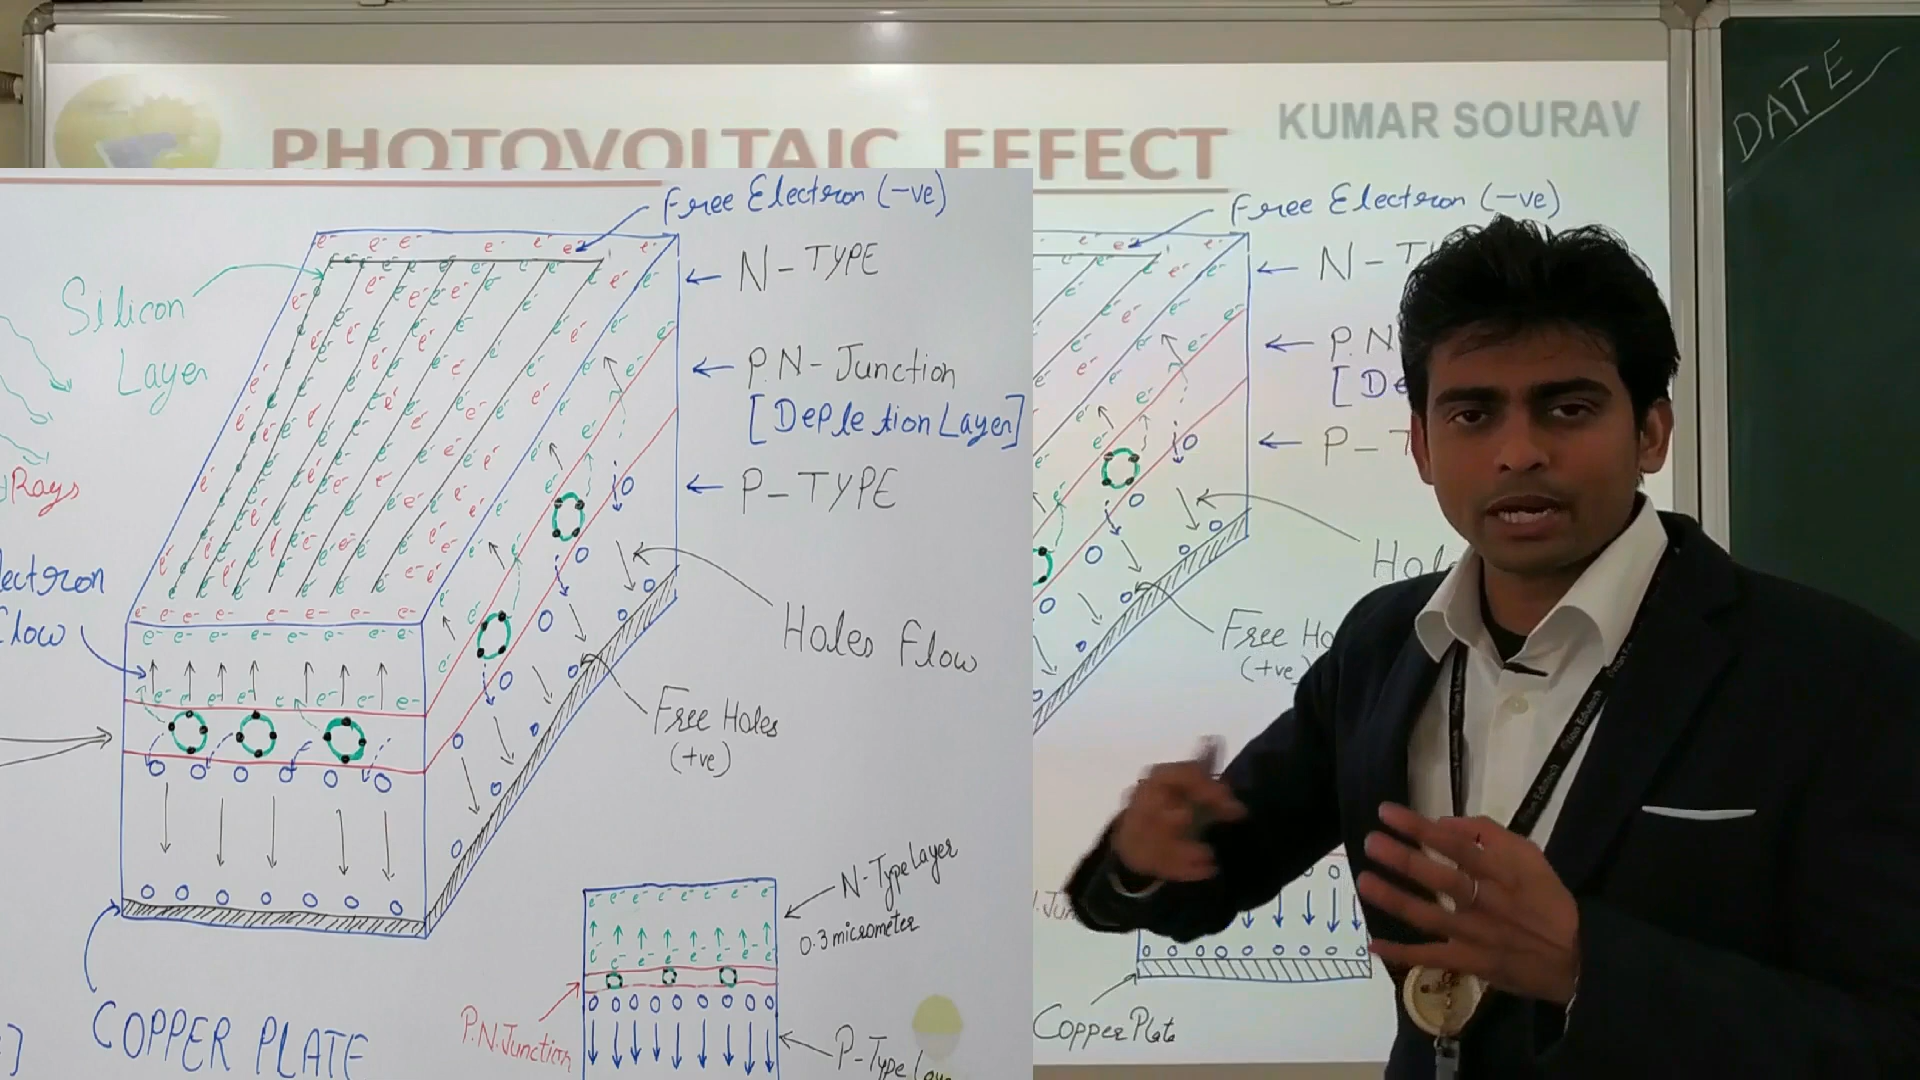 PHOTOVOLTAIC EFFECT
KUMAR SOURAV
DATE
Free Electron (-ve)
N-TYPE
Silicon
Layer
P.N-Junction
[Depletion Layer]
P-TYPE
Rays
Electron
Flow
Holes Flow
Free Holes
(+ve)
N-Type Layer
0.3 micrometer
P.N.Junction
P-Type
COPPER PLATE
Free Electron (-ve)
N-
P.N
[De
P-
Free Ho
(+ve
Copper Plate
Edutech